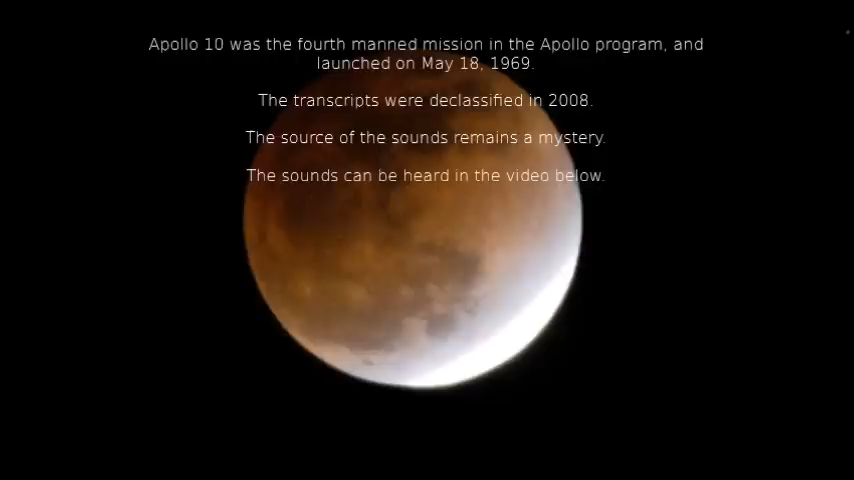 Apollo 10 was the fourth manned mission in the Apollo program, and
launched on May 18, 1969.
The transcripts were declassified in 2008.
The source of the sounds remains a mystery.
The sounds can be heard in the video below.